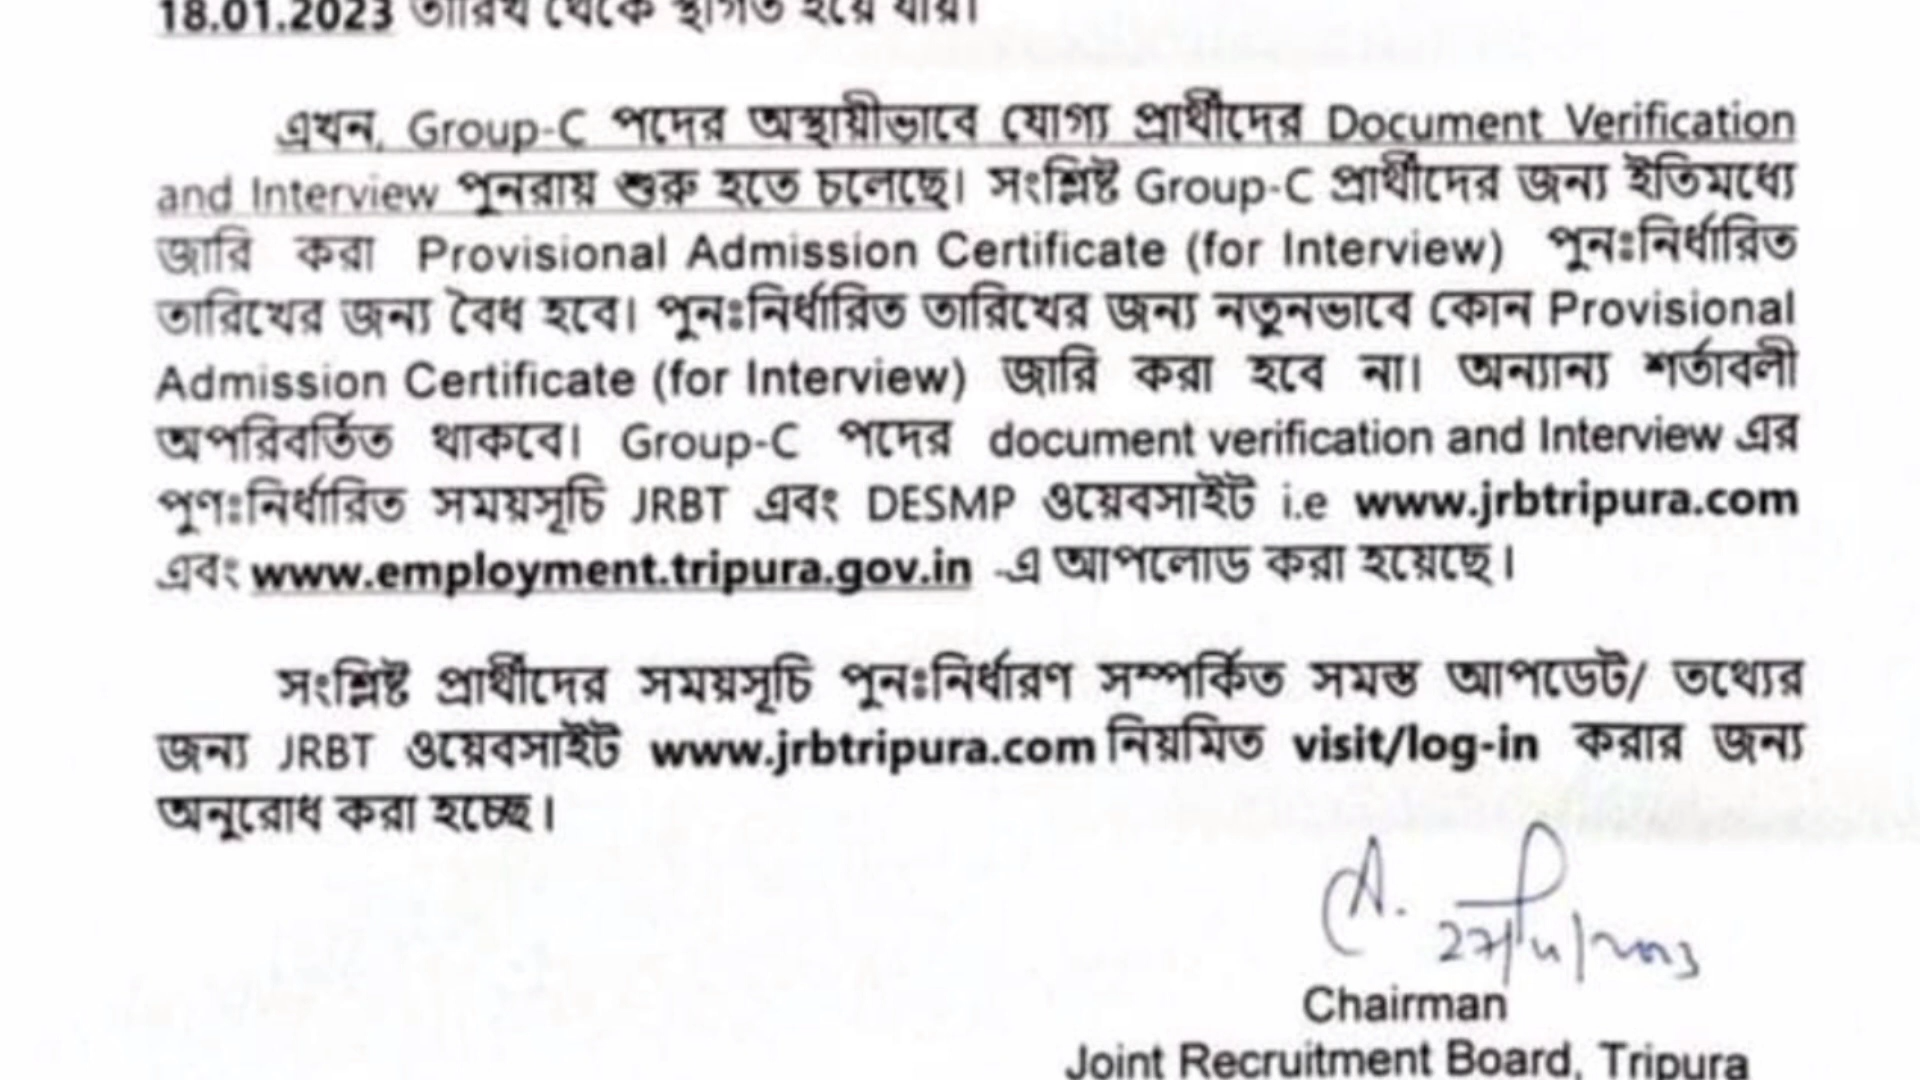 18.01.2023 তারিখ থেকে স্থগিত হয়ে যায়।
এখন, Group-C পদের অস্থায়ীভাবে যোগ্য প্রার্থীদের Document Verification
and Interview পুনরায় শুরু হতে চলেছে। সংশ্লিষ্ট Group-C প্রার্থীদের জন্য ইতিমধ্যে
জারি করা Provisional Admission Certificate (for Interview) পুনঃনির্ধারিত
তারিখের জন্য বৈধ হবে। পুনঃনির্ধারিত তারিখের জন্য নতুনভাবে কোন Provisional
Admission Certificate (for Interview) জারি করা হবে না। অন্যান্য শর্তাবলী
অপরিবর্তিত থাকবে। Group-C পদের document verification and Interview এর
পুণঃনির্ধারিত সময়সূচি JRBT এবং DESMP ওয়েবসাইট i.e www.jrbtripura.com
এবং www.employment.tripura.gov.in -এ আপলোড করা হয়েছে।
সংশ্লিষ্ট প্রার্থীদের সময়সূচি পুনঃনির্ধারণ সম্পর্কিত সমস্ত আপডেট/ তথ্যের
জন্য JRBT ওয়েবসাইট www.jrbtripura.com নিয়মিত visit/log-in করার জন্য
অনুরোধ করা হচ্ছে।
Chairman
Joint Recruitment Board, Tripura